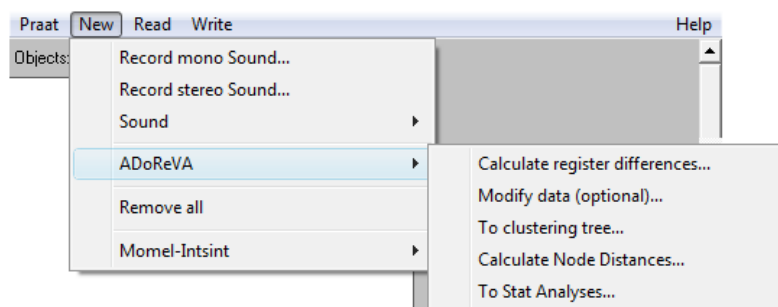 Praat New Read Write Help
Objects:
Record mono Sound...
Record stereo Sound...
Sound
ADoReVA
Remove all
Momel-Intsint
Calculate register differences...
Modify data (optional)...
To clustering tree...
Calculate Node Distances...
To Stat Analyses...